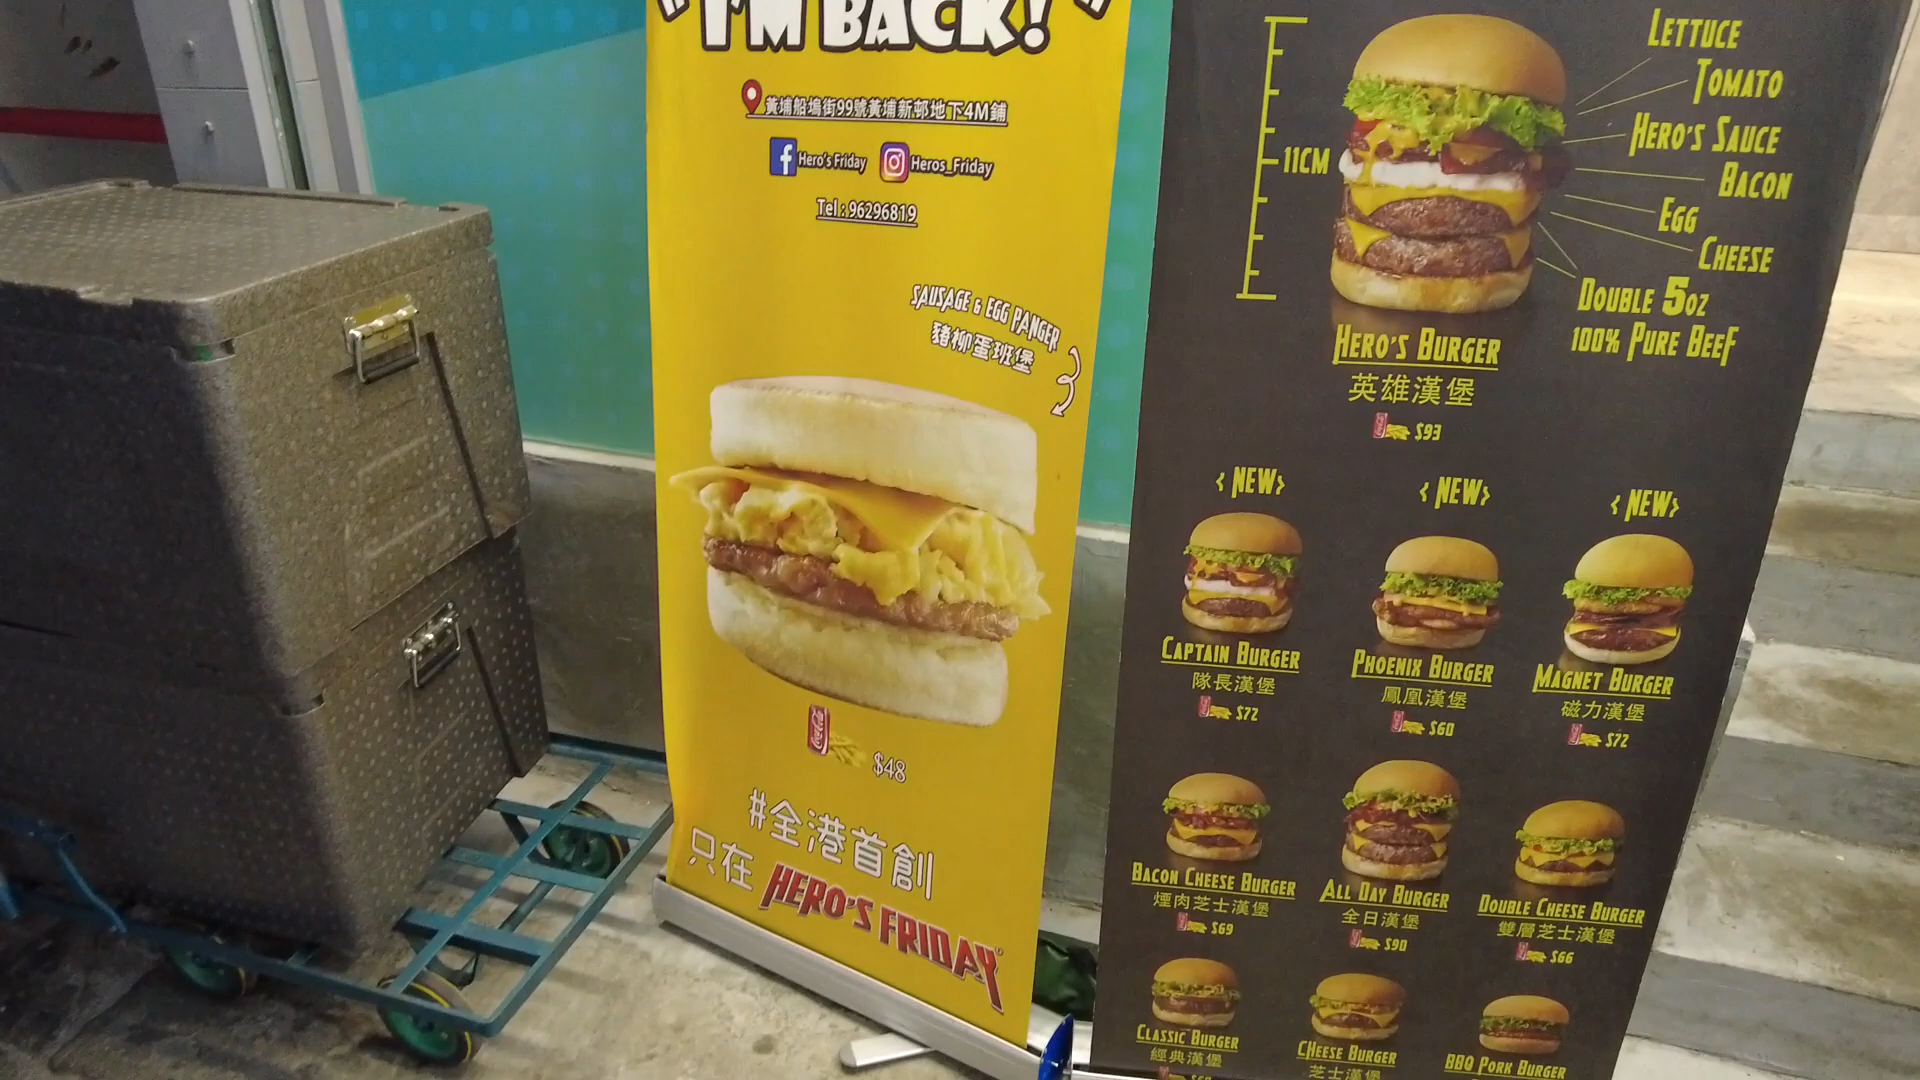 "I'M BACK!"
黃埔船塢街99號黃埔新邨地下4M鋪
Hero's Friday
Heros_Friday
Tel : 96296819
SAUSAGE & EGG PANGER
豬柳蛋班堡
Coca-Cola
$48
#全港首創
只在 HERO'S FRIDAY
LETTUCE
TOMATO
HERO'S SAUCE
BACON
EGG
CHEESE
DOUBLE 5OZ
100% PURE BEEF
11CM
HERO'S BURGER
英雄漢堡
$93
< NEW>
< NEW>
< NEW>
CAPTAIN BURGER
隊長漢堡
$72
PHOENIX BURGER
鳳凰漢堡
$60
MAGNET BURGER
磁力漢堡
$72
BACON CHEESE BURGER
煙肉芝士漢堡
$69
ALL DAY BURGER
全日漢堡
$90
DOUBLE CHEESE BURGER
雙層芝士漢堡
$66
CLASSIC BURGER
經典漢堡
CHEESE BURGER
芝士漢堡
BBQ PORK BURGER